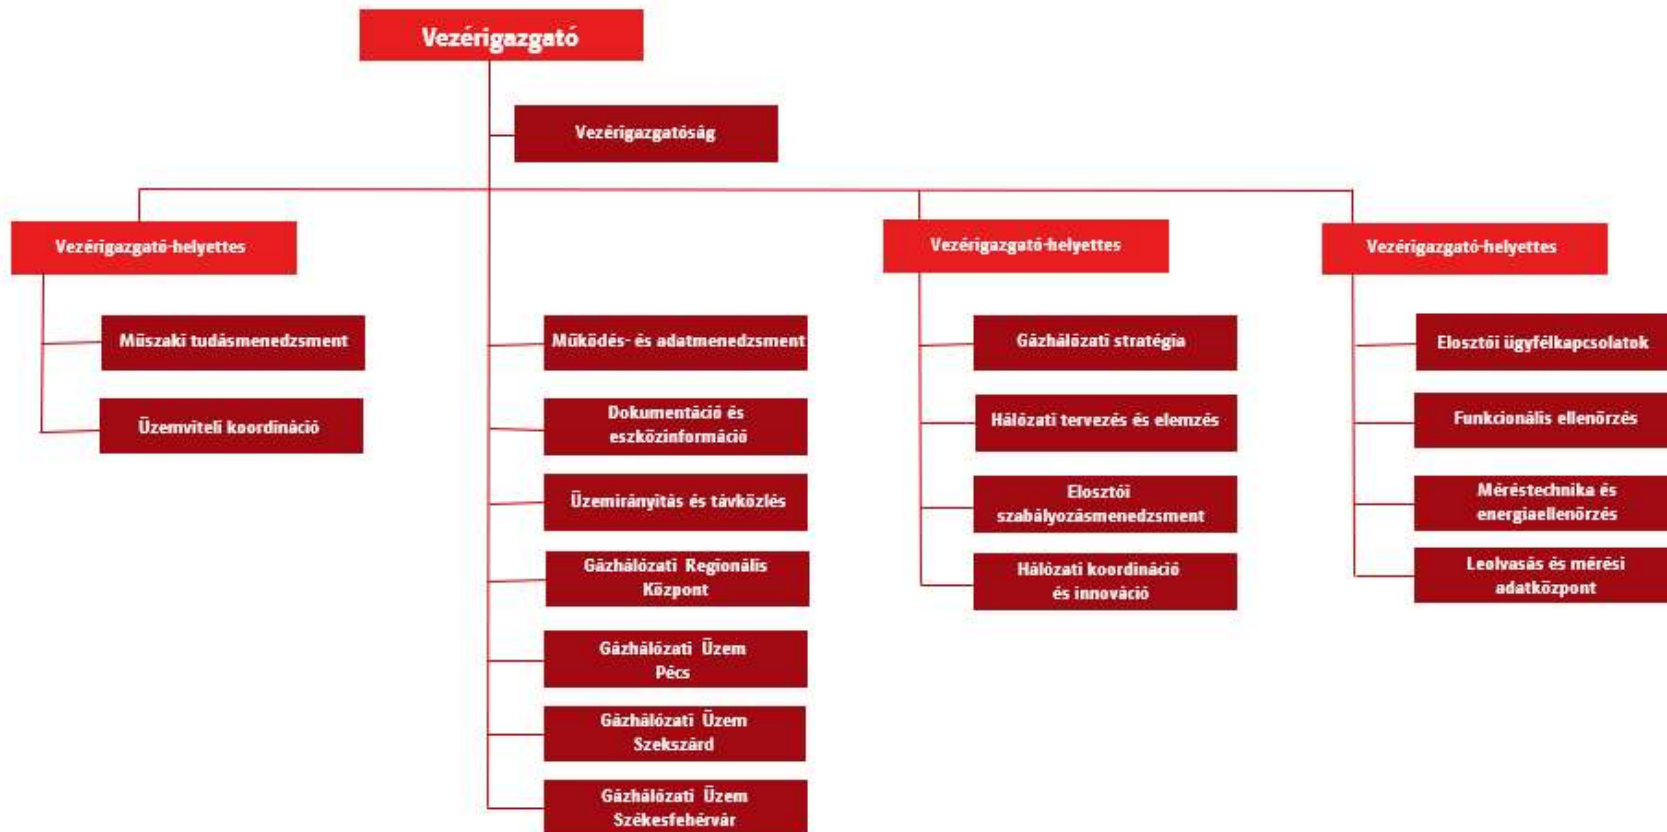 Vezérigazgató
Vezérigazgatóság
Vezérigazgató-helyettes
Műszaki tudásmenedzsment
Üzemviteli koordináció
Működés- és adatmenedzsment
Dokumentáció és
eszközinformáció
Üzemirányítás és távközlés
Gázhálózati Regionális
Központ
Gázhálózati Üzem
Pécs
Gázhálózati Üzem
Szekszárd
Gázhálózati Üzem
Székesfehérvár
Vezérigazgató-helyettes
Gázhálózati stratégia
Hálózati tervezés és elemzés
Elosztói
szabályozásmenedzsment
Hálózati koordináció
és innováció
Vezérigazgató-helyettes
Elosztói ügyfélkapcsolatok
Funkcionális ellenőrzés
Méréstechnika és
energiaellenőrzés
Leolvasás és mérési
adatközpont